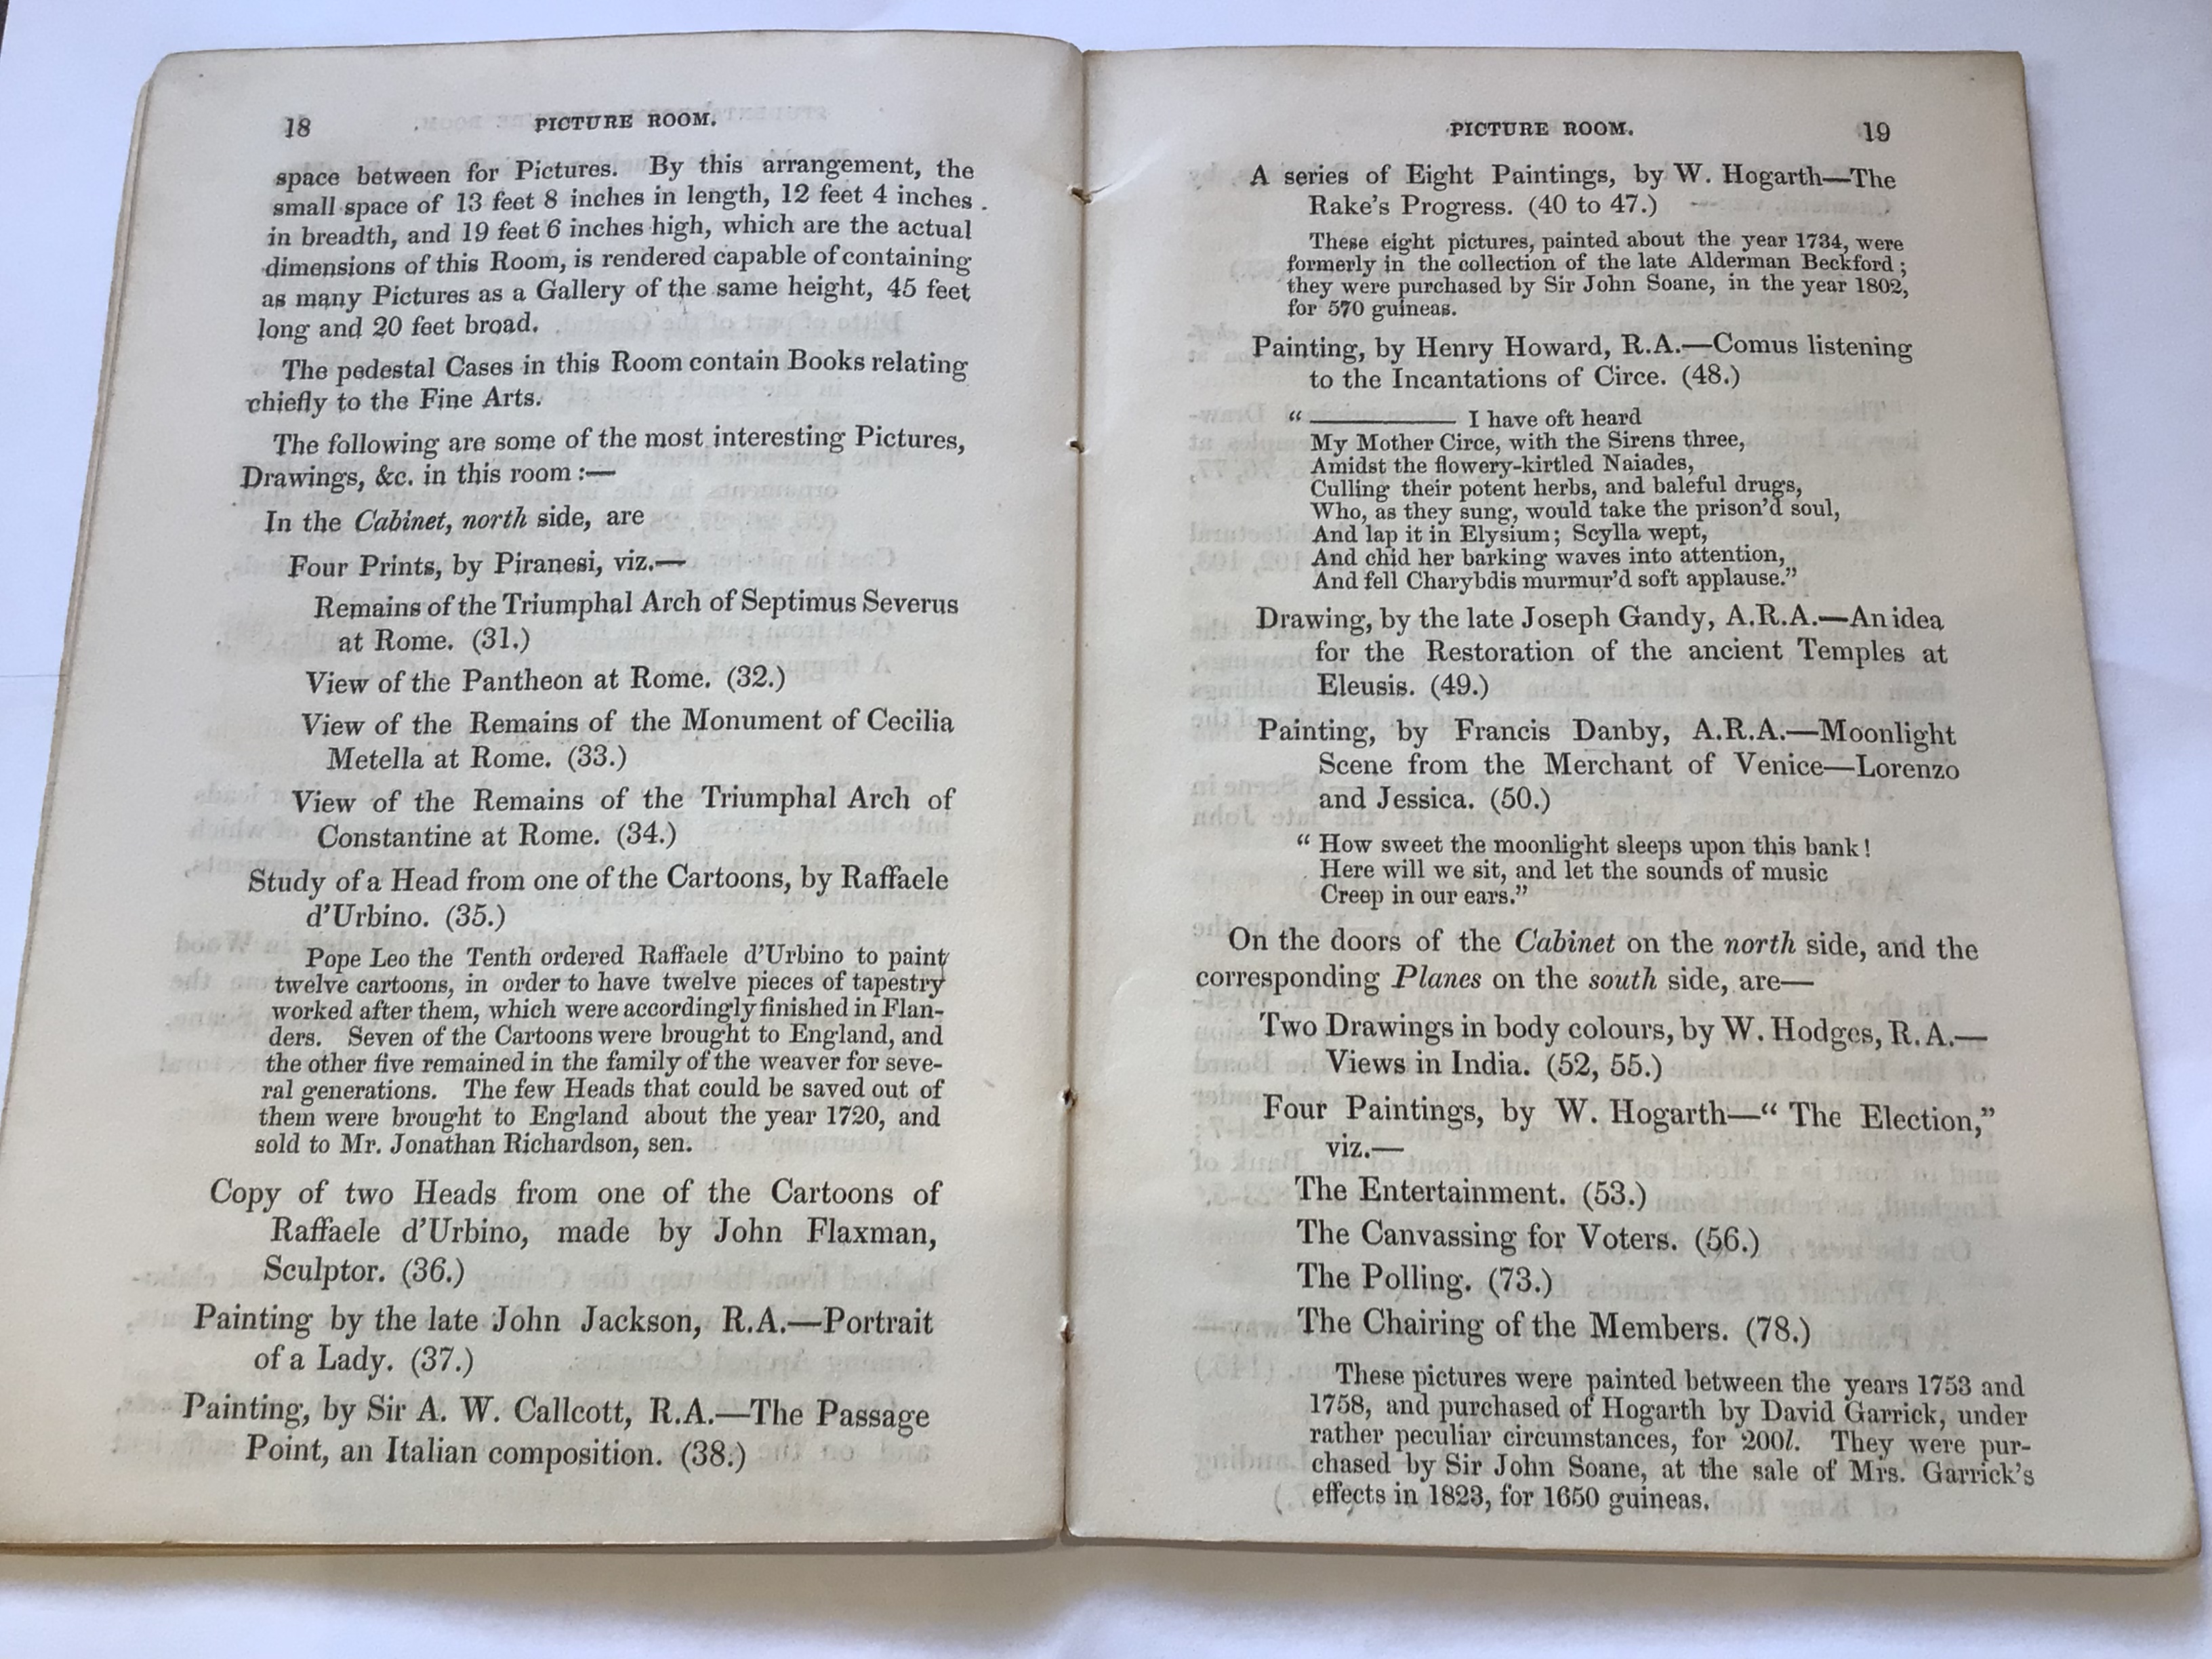 18 PICTURE ROOM.
space between for Pictures. By this arrangement, the
small space of 13 feet 8 inches in length, 12 feet 4 inches
in breadth, and 19 feet 6 inches high, which are the actual
dimensions of this Room, is rendered capable of containing
as many Pictures as a Gallery of the same height, 45 feet
long and 20 feet broad.
The pedestal Cases in this Room contain Books relating
chiefly to the Fine Arts.
The following are some of the most interesting Pictures,
Drawings, &c. in this room:—
In the Cabinet, north side, are
Four Prints, by Piranesi, viz.—
Remains of the Triumphal Arch of Septimus Severus
at Rome. (31.)
View of the Pantheon at Rome. (32.)
View of the Remains of the Monument of Cecilia
Metella at Rome. (33.)
View of the Remains of the Triumphal Arch of
Constantine at Rome. (34.)
Study of a Head from one of the Cartoons, by Raffaele
d'Urbino. (35.)
Pope Leo the Tenth ordered Raffaele d'Urbino to paint
twelve cartoons, in order to have twelve pieces of tapestry
worked after them, which were accordingly finished in Flan-
ders. Seven of the Cartoons were brought to England, and
the other five remained in the family of the weaver for seve-
ral generations. The few Heads that could be saved out of
them were brought to England about the year 1720, and
sold to Mr. Jonathan Richardson, sen.
Copy of two Heads from one of the Cartoons of
Raffaele d'Urbino, made by John Flaxman,
Sculptor. (36.)
Painting by the late John Jackson, R.A.—Portrait
of a Lady. (37.)
Painting, by Sir A. W. Callcott, R.A.—The Passage
Point, an Italian composition. (38.)
PICTURE ROOM. 19
A series of Eight Paintings, by W. Hogarth—The
Rake's Progress. (40 to 47.)
These eight pictures, painted about the year 1734, were
formerly in the collection of the late Alderman Beckford;
they were purchased by Sir John Soane, in the year 1802,
for 570 guineas.
Painting, by Henry Howard, R.A.—Comus listening
to the Incantations of Circe. (48.)
"———— I have oft heard
My Mother Circe, with the Sirens three,
Amidst the flowery-kirtled Naiades,
Culling their potent herbs, and baleful drugs,
Who, as they sung, would take the prison'd soul,
And lap it in Elysium; Scylla wept,
And chid her barking waves into attention,
And fell Charybdis murmur'd soft applause."
Drawing, by the late Joseph Gandy, A.R.A.—An idea
for the Restoration of the ancient Temples at
Eleusis. (49.)
Painting, by Francis Danby, A.R.A.—Moonlight
Scene from the Merchant of Venice—Lorenzo
and Jessica. (50.)
"How sweet the moonlight sleeps upon this bank!
Here will we sit, and let the sounds of music
Creep in our ears."
On the doors of the Cabinet on the north side, and the
corresponding Planes on the south side, are—
Two Drawings in body colours, by W. Hodges, R.A.—
Views in India. (52, 55.)
Four Paintings, by W. Hogarth—"The Election,"
viz.—
The Entertainment. (53.)
The Canvassing for Voters. (56.)
The Polling. (73.)
The Chairing of the Members. (78.)
These pictures were painted between the years 1753 and
1758, and purchased of Hogarth by David Garrick, under
rather peculiar circumstances, for 200l. They were pur-
chased by Sir John Soane, at the sale of Mrs. Garrick's
effects in 1823, for 1650 guineas.